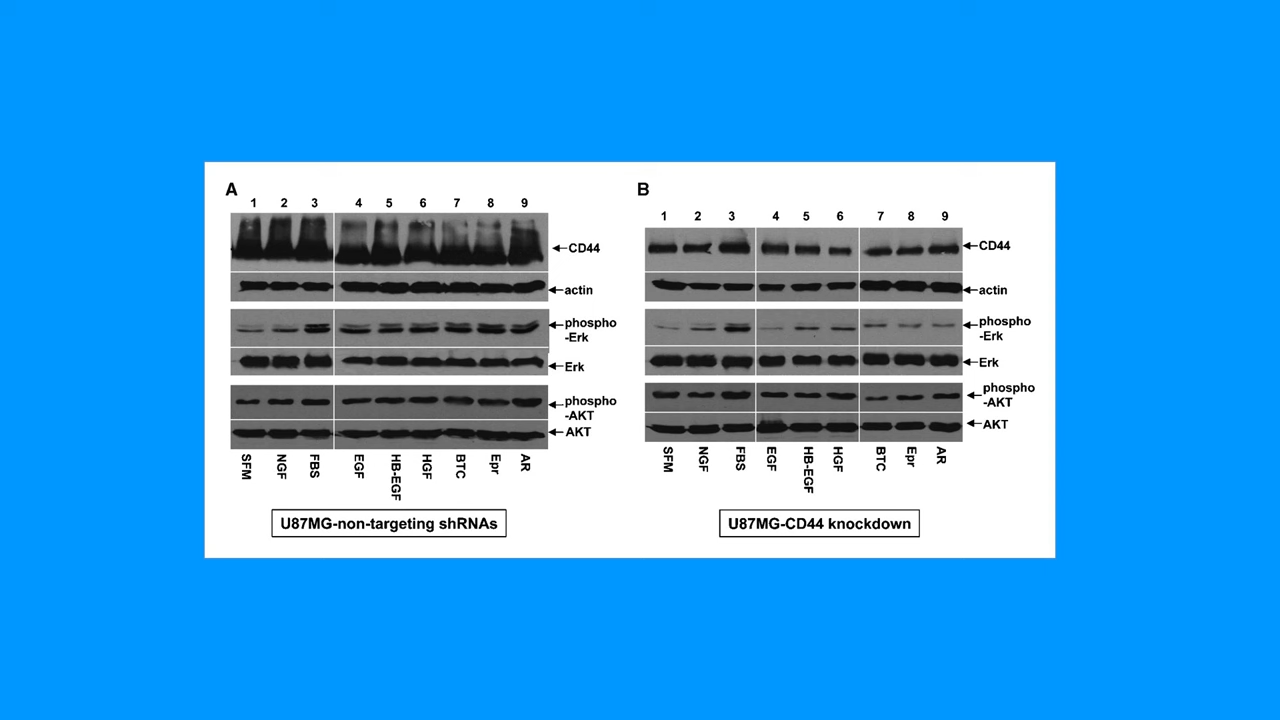 A
1 2 3 4 5 6 7 8 9
CD44
actin
phospho
-Erk
Erk
phospho
-AKT
AKT
SFM NGF FBS EGF HB-EGF HGF BTC Epr AR
U87MG-non-targeting shRNAs
B
1 2 3 4 5 6 7 8 9
CD44
actin
phospho
-Erk
Erk
phospho
-AKT
AKT
SFM NGF FBS EGF HB-EGF HGF BTC Epr AR
U87MG-CD44 knockdown